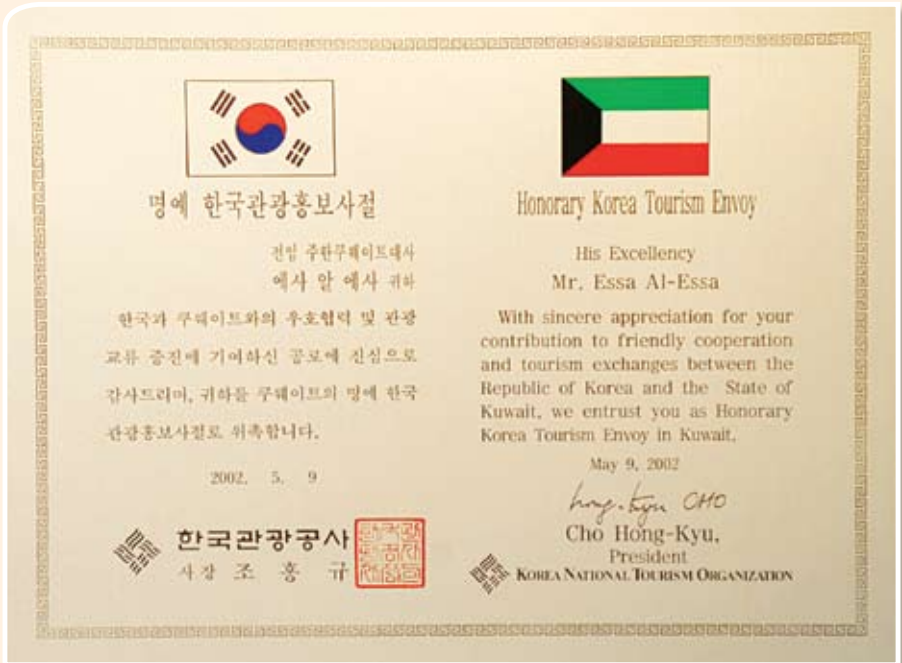 명예 한국관광홍보사절
전임 주한쿠웨이트대사
에사 알 에사 귀하
한국과 쿠웨이트와의 우호협력 및 관광
교류 증진에 기여하신 공로에 진심으로
감사드리며, 귀하를 쿠웨이트의 명예 한국
관광홍보사절로 위촉합니다.
2002. 5. 9
한국관광공사
사장 조 홍 규
Honorary Korea Tourism Envoy
His Excellency
Mr. Essa Al-Essa
With sincere appreciation for your
contribution to friendly cooperation
and tourism exchanges between the
Republic of Korea and the State of
Kuwait, we entrust you as Honorary
Korea Tourism Envoy in Kuwait.
May 9, 2002
hong-kyu CHO
Cho Hong-Kyu,
President
KOREA NATIONAL TOURISM ORGANIZATION